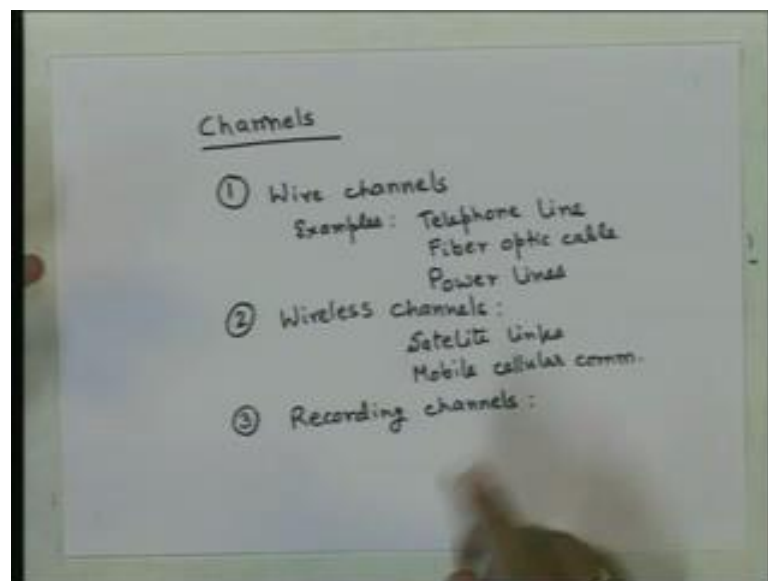 Channels
① Wire channels
Examples: Telephone Line
Fiber optic cable
Power Lines
② Wireless channels:
Satelite Links
Mobile cellular comm.
③ Recording channels: